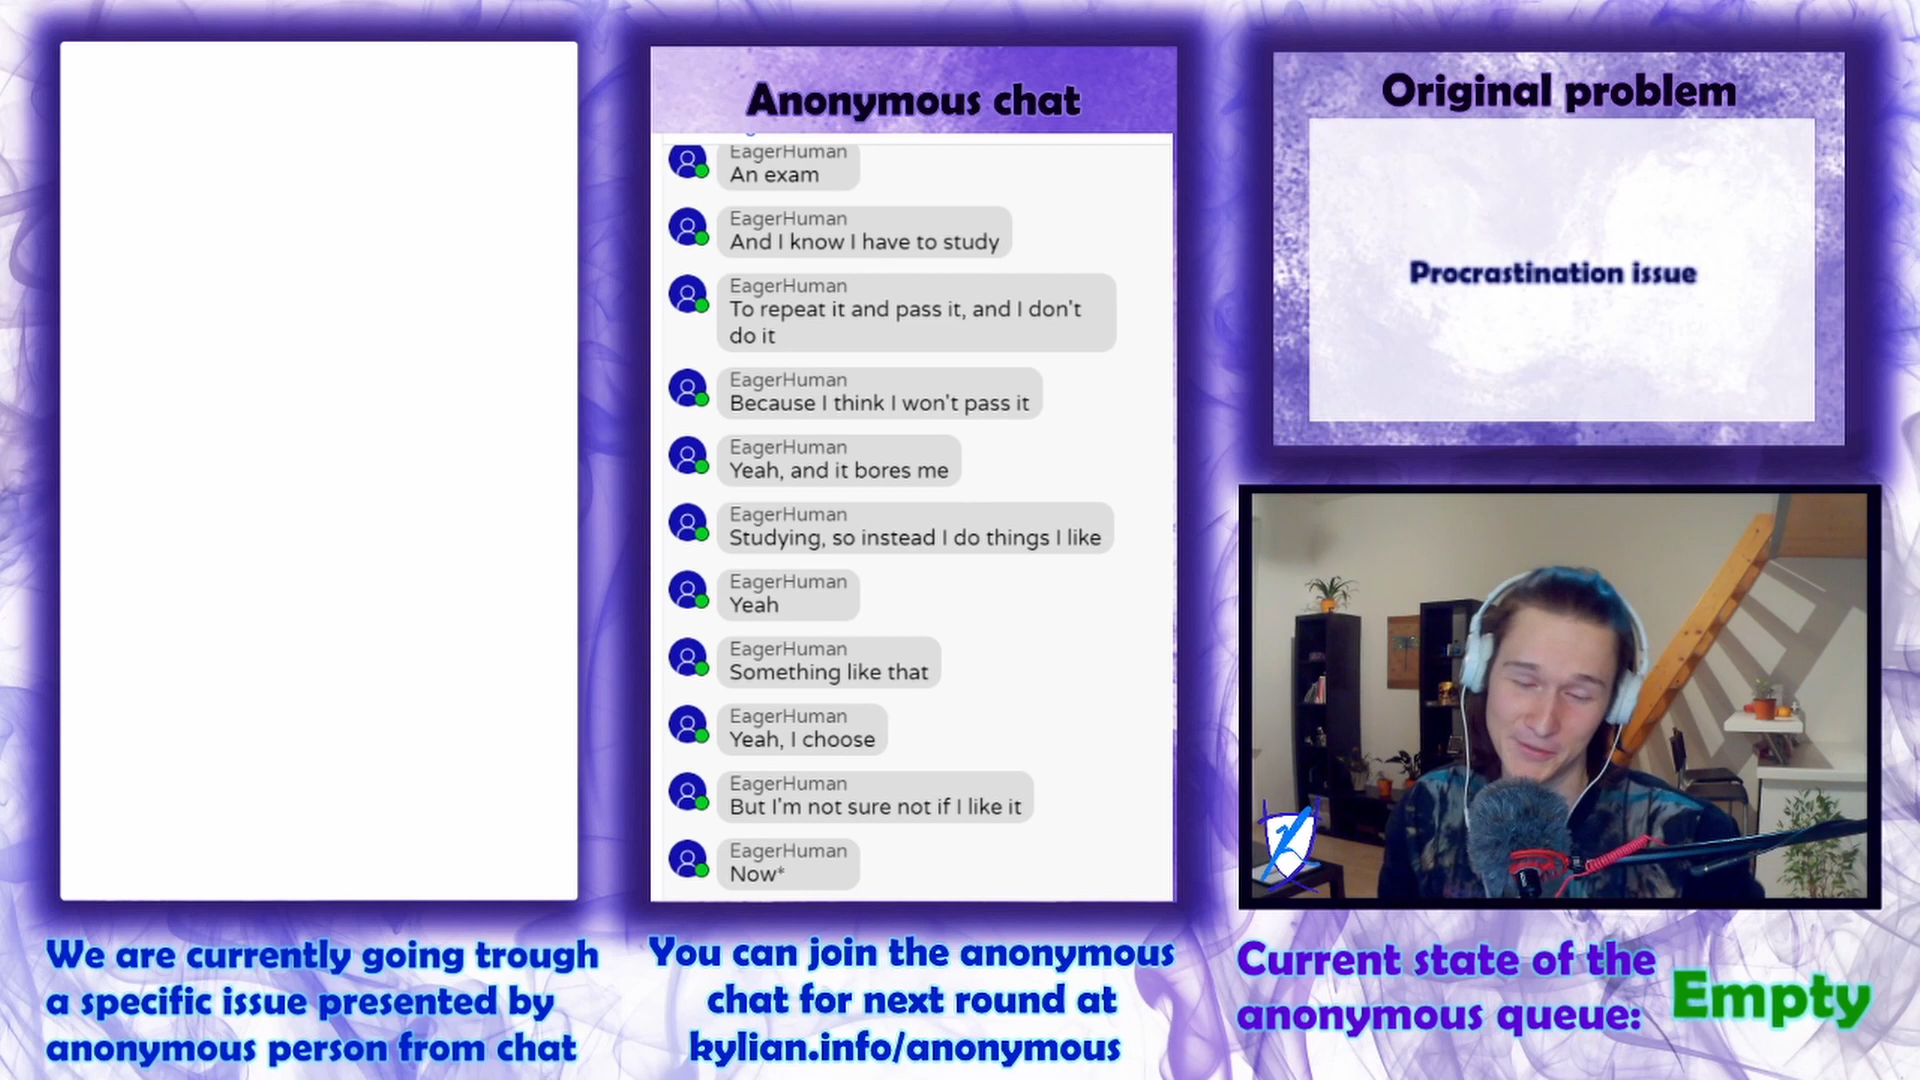 Anonymous chat
EagerHuman
An exam
EagerHuman
And I know I have to study
EagerHuman
To repeat it and pass it, and I don't
do it
EagerHuman
Because I think I won't pass it
EagerHuman
Yeah, and it bores me
EagerHuman
Studying, so instead I do things I like
EagerHuman
Yeah
EagerHuman
Something like that
EagerHuman
Yeah, I choose
EagerHuman
But I'm not sure not if I like it
EagerHuman
Now*
Original problem
Procrastination issue
We are currently going trough
a specific issue presented by
anonymous person from chat
You can join the anonymous
chat for next round at
kylian.info/anonymous
Current state of the
anonymous queue:
Empty